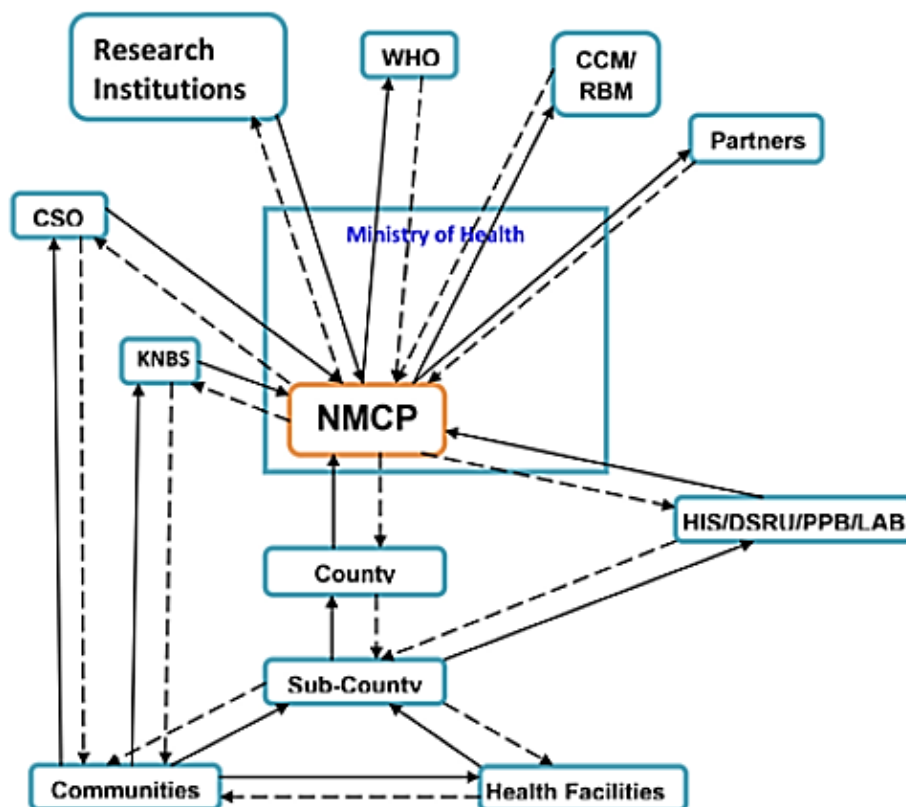 Research
Institutions
WHO
CCM/
RBM
Partners
CSO
Ministry of Health
KNBS
NMCP
HIS/DSRU/PPB/LAB
County
Sub-County
Communities
Health Facilities